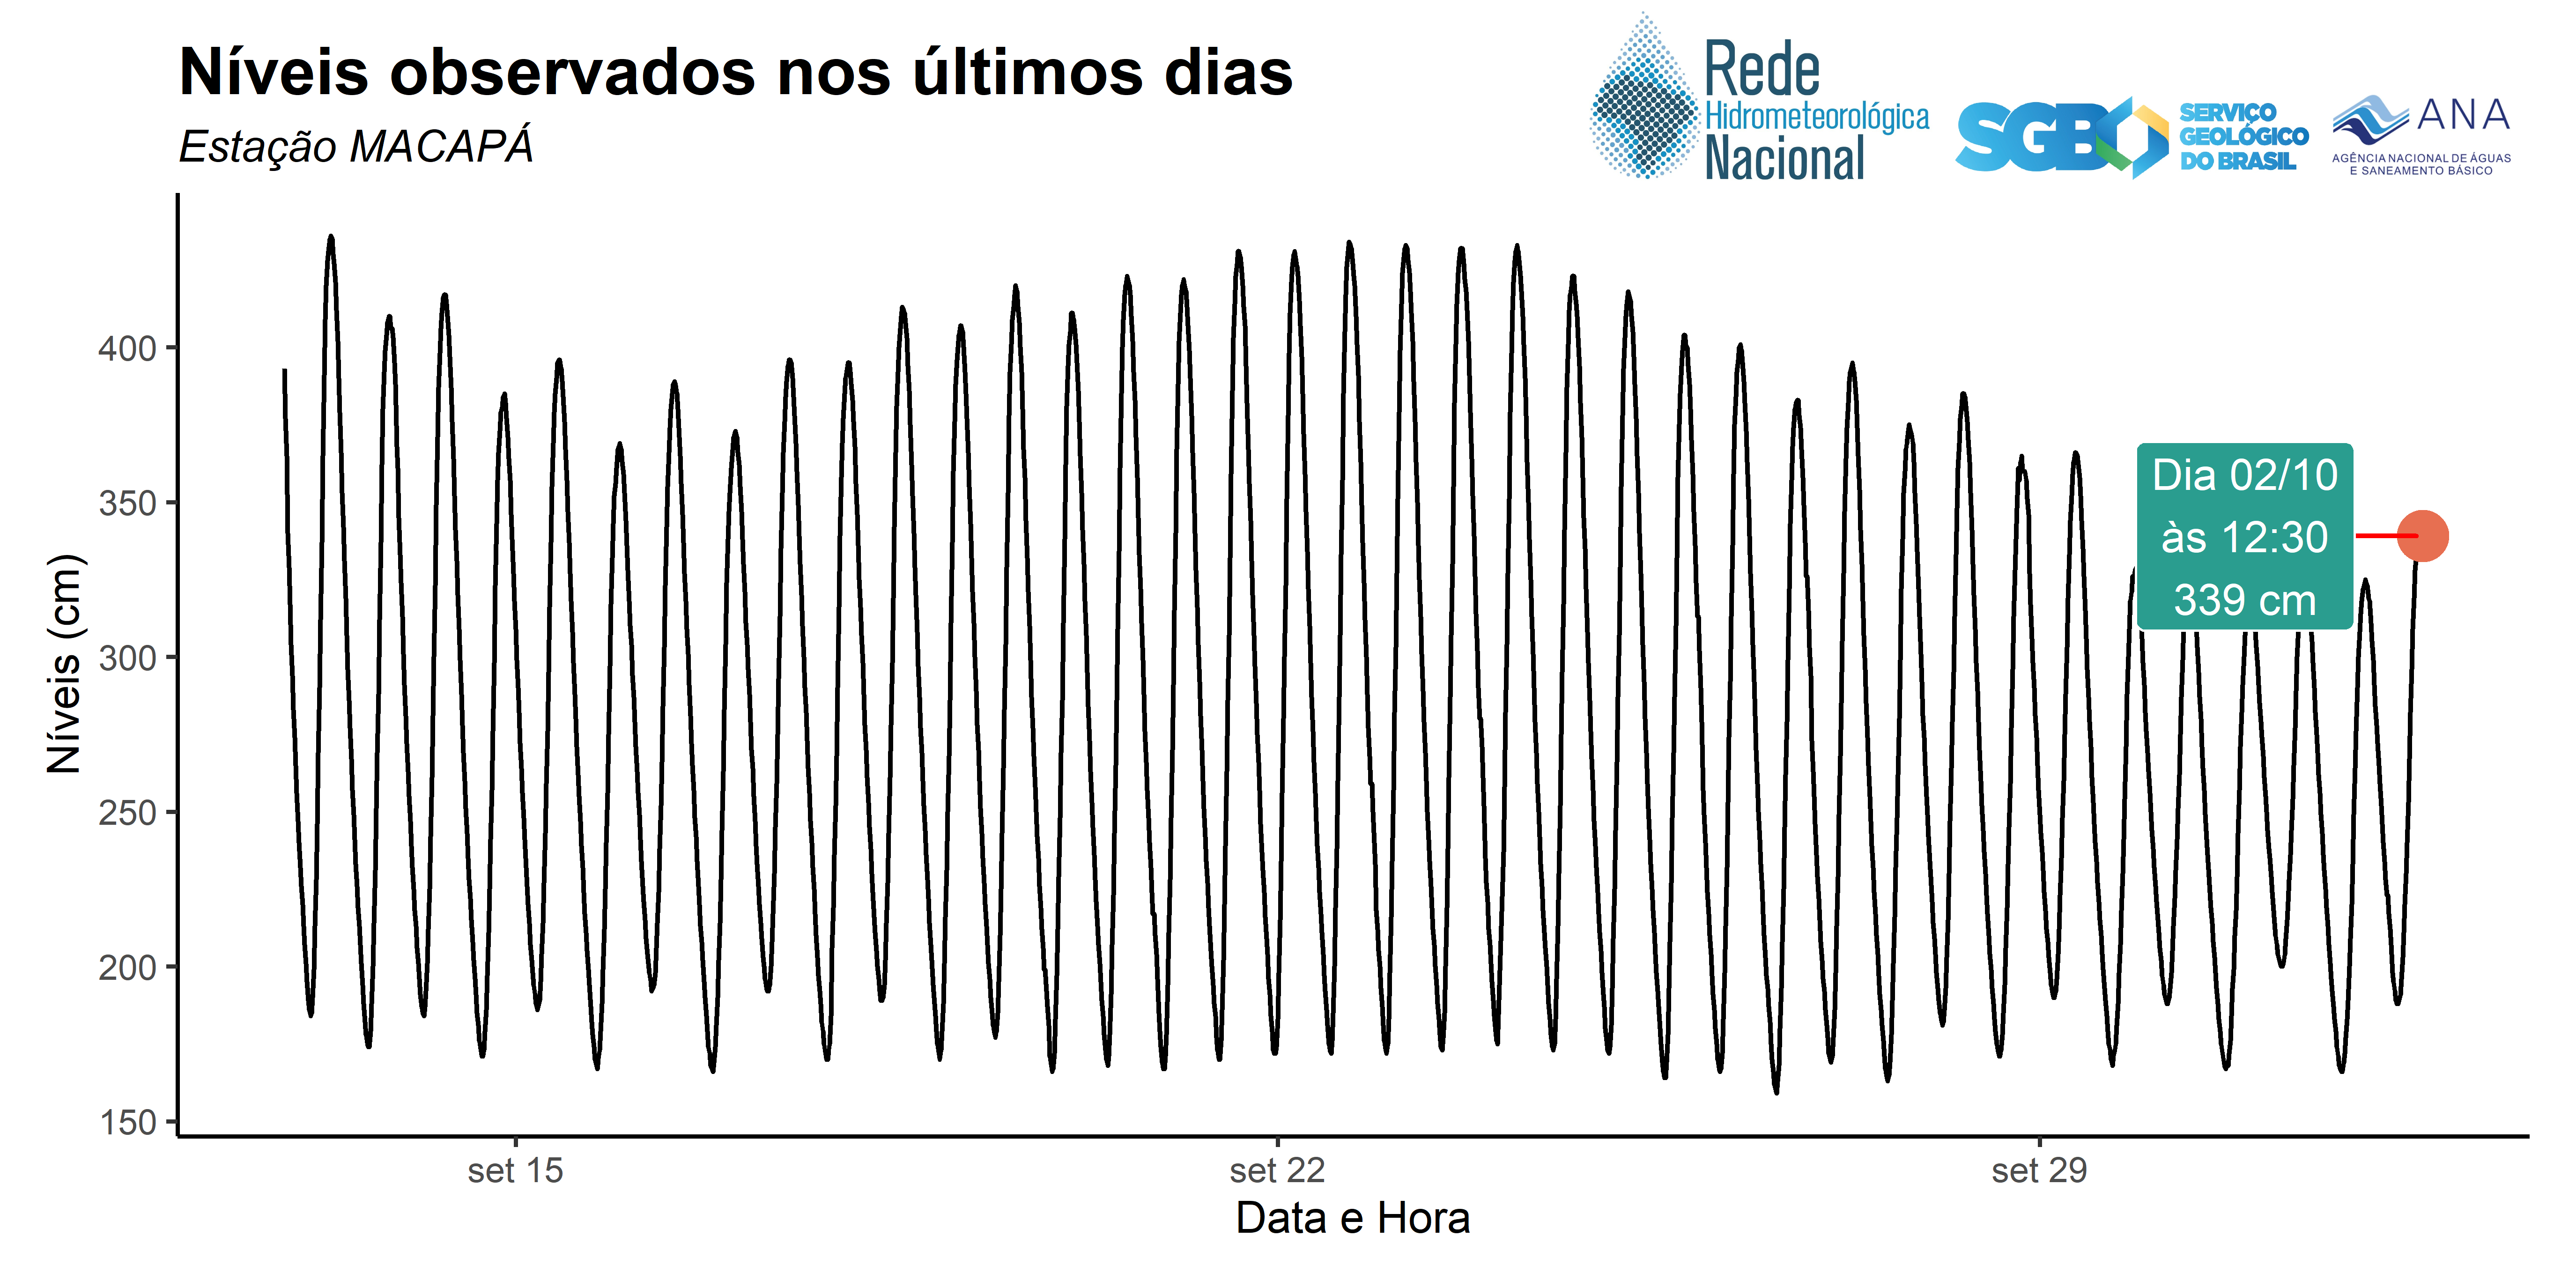 Níveis observados nos últimos dias
Estação MACAPÁ
Rede
Hidrometeorológica
Nacional
SGB
SERVIÇO
GEOLÓGICO
DO BRASIL
ANA
AGÊNCIA NACIONAL DE ÁGUAS
E SANEAMENTO BÁSICO
Níveis (cm)
400
350
300
250
200
150
Dia 02/10
às 12:30
339 cm
set 15
set 22
set 29
Data e Hora